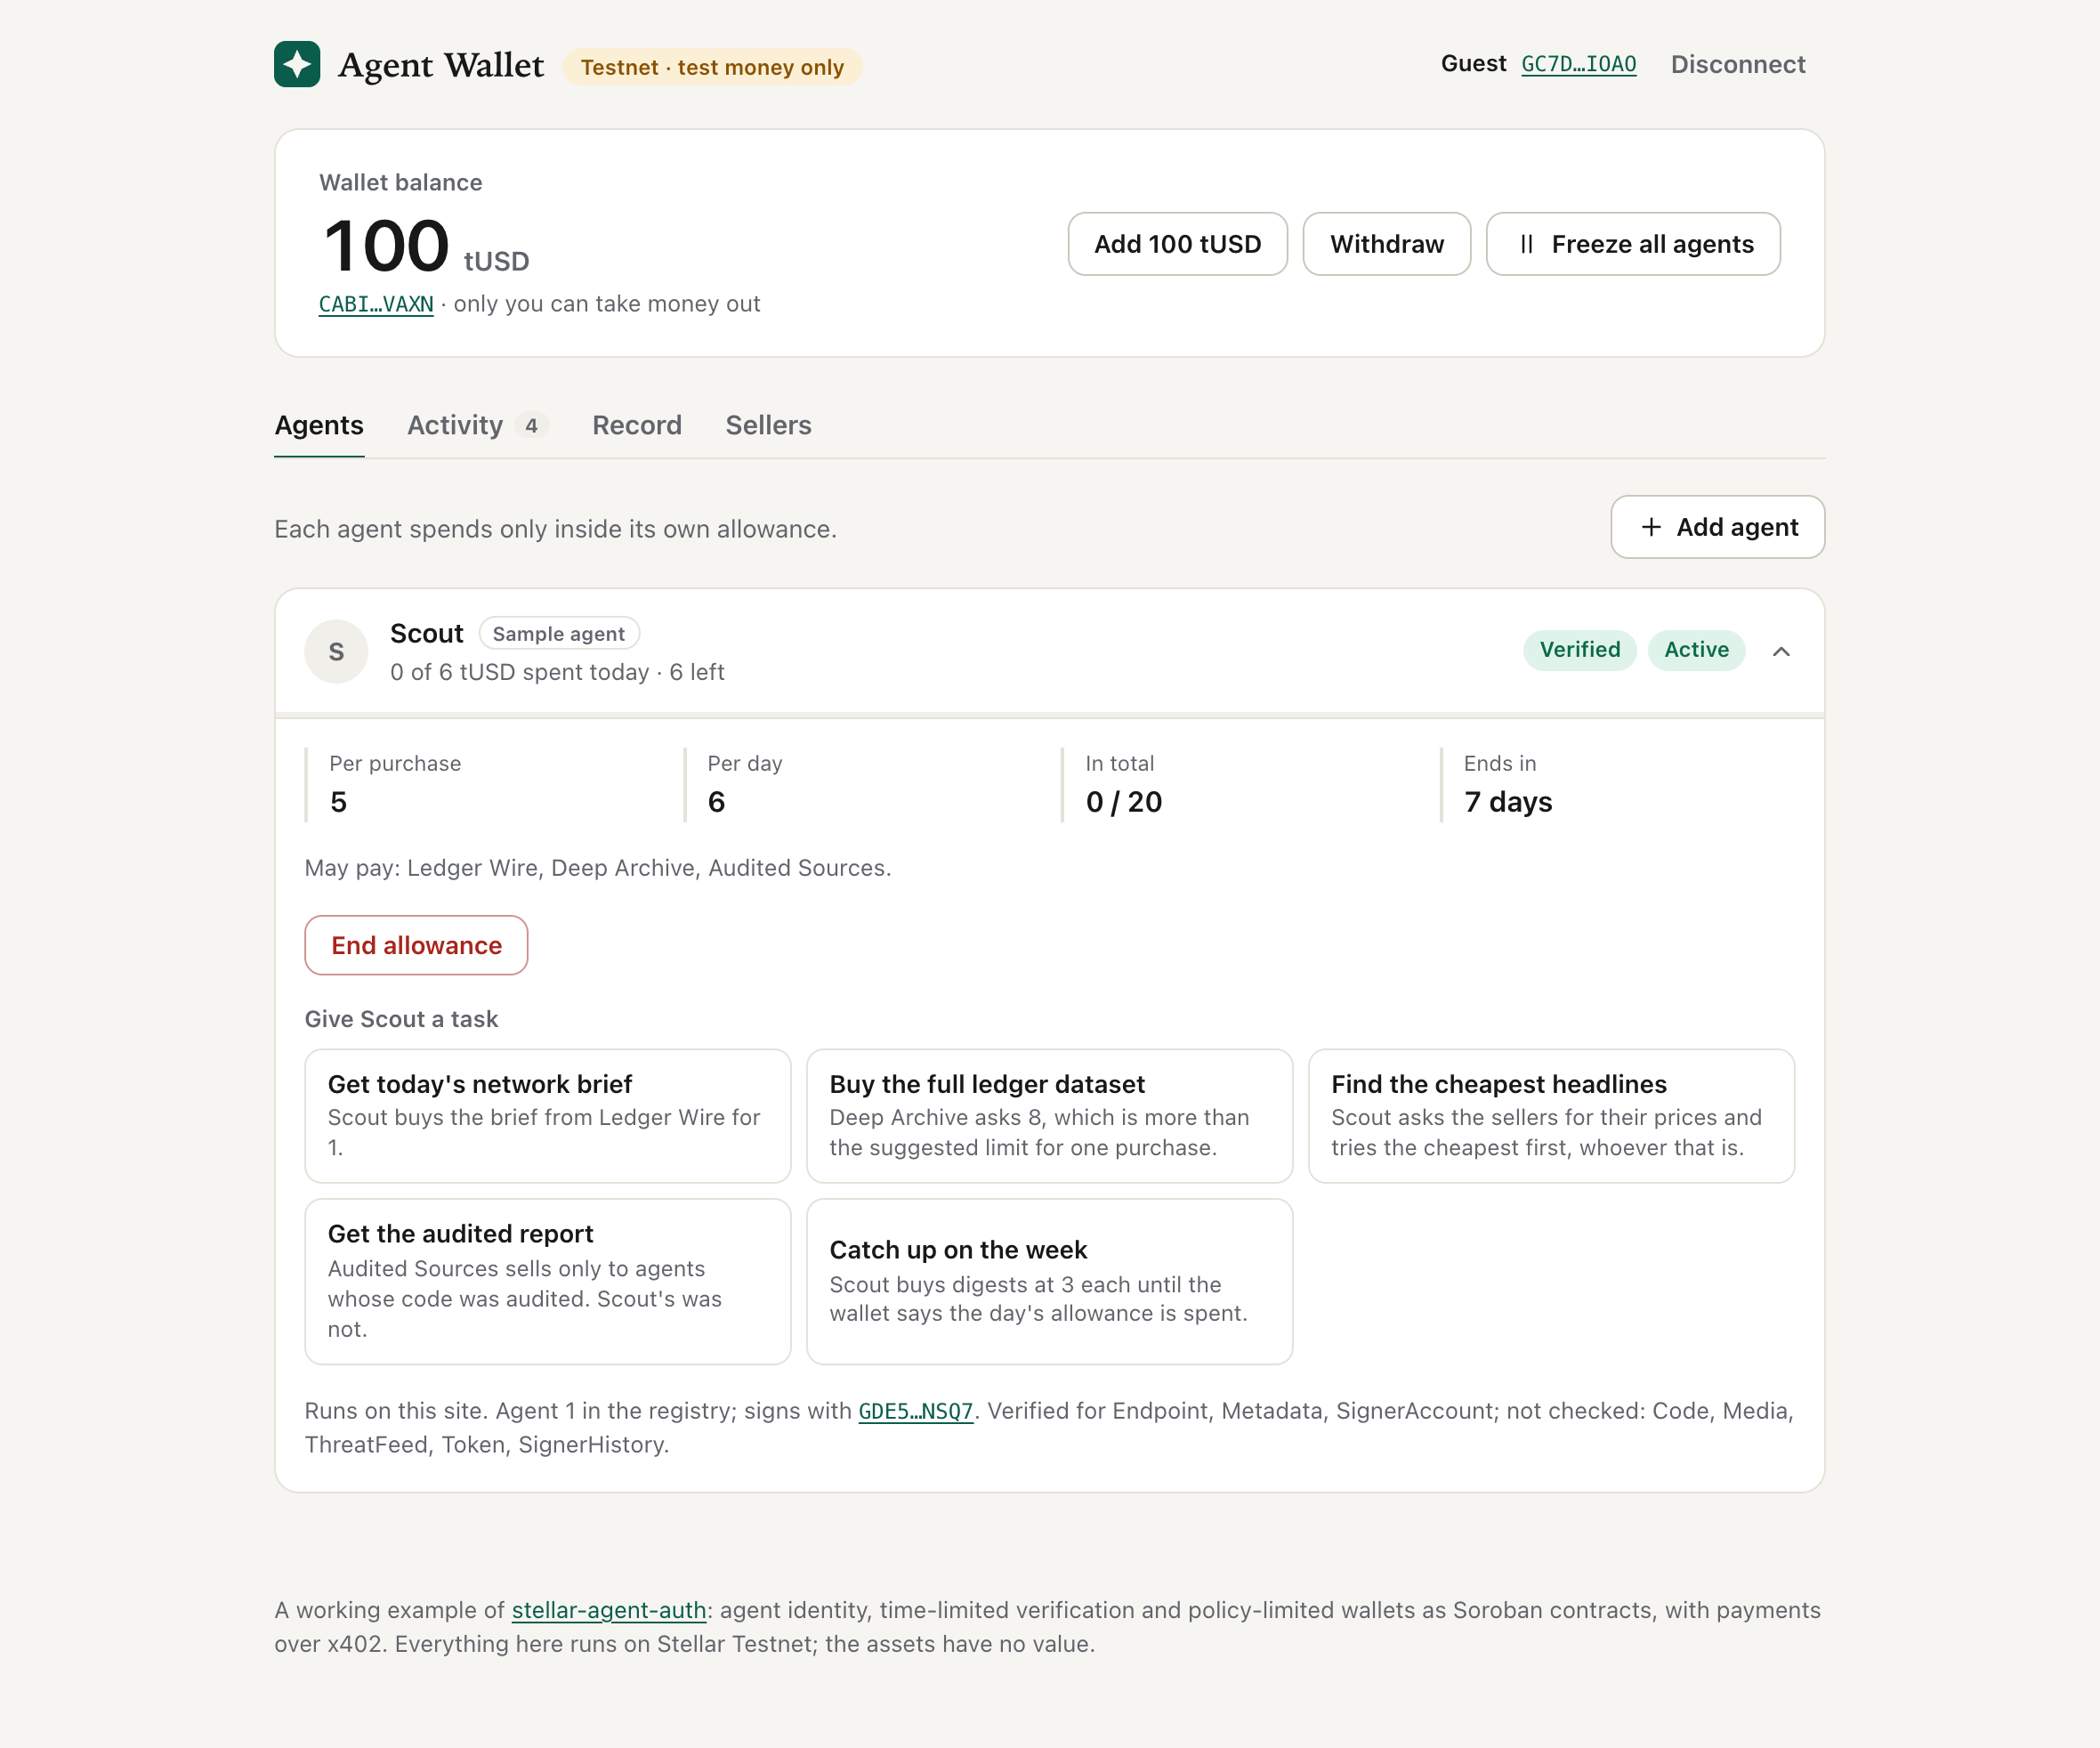 Agent Wallet
Testnet · test money only
Guest GC7D…IOAO Disconnect
Wallet balance
100 tUSD
CABI…VAXN · only you can take money out
Add 100 tUSD
Withdraw
Freeze all agents
Agents
Activity 4
Record
Sellers
Each agent spends only inside its own allowance.
+ Add agent
S
Scout
Sample agent
0 of 6 tUSD spent today · 6 left
Verified
Active
Per purchase
5
Per day
6
In total
0 / 20
Ends in
7 days
May pay: Ledger Wire, Deep Archive, Audited Sources.
End allowance
Give Scout a task
Get today's network brief
Scout buys the brief from Ledger Wire for
1.
Buy the full ledger dataset
Deep Archive asks 8, which is more than
the suggested limit for one purchase.
Find the cheapest headlines
Scout asks the sellers for their prices and
tries the cheapest first, whoever that is.
Get the audited report
Audited Sources sells only to agents
whose code was audited. Scout's was
not.
Catch up on the week
Scout buys digests at 3 each until the
wallet says the day's allowance is spent.
Runs on this site. Agent 1 in the registry; signs with GDE5…NSQ7. Verified for Endpoint, Metadata, SignerAccount; not checked: Code, Media,
ThreatFeed, Token, SignerHistory.
A working example of stellar-agent-auth: agent identity, time-limited verification and policy-limited wallets as Soroban contracts, with payments
over x402. Everything here runs on Stellar Testnet; the assets have no value.